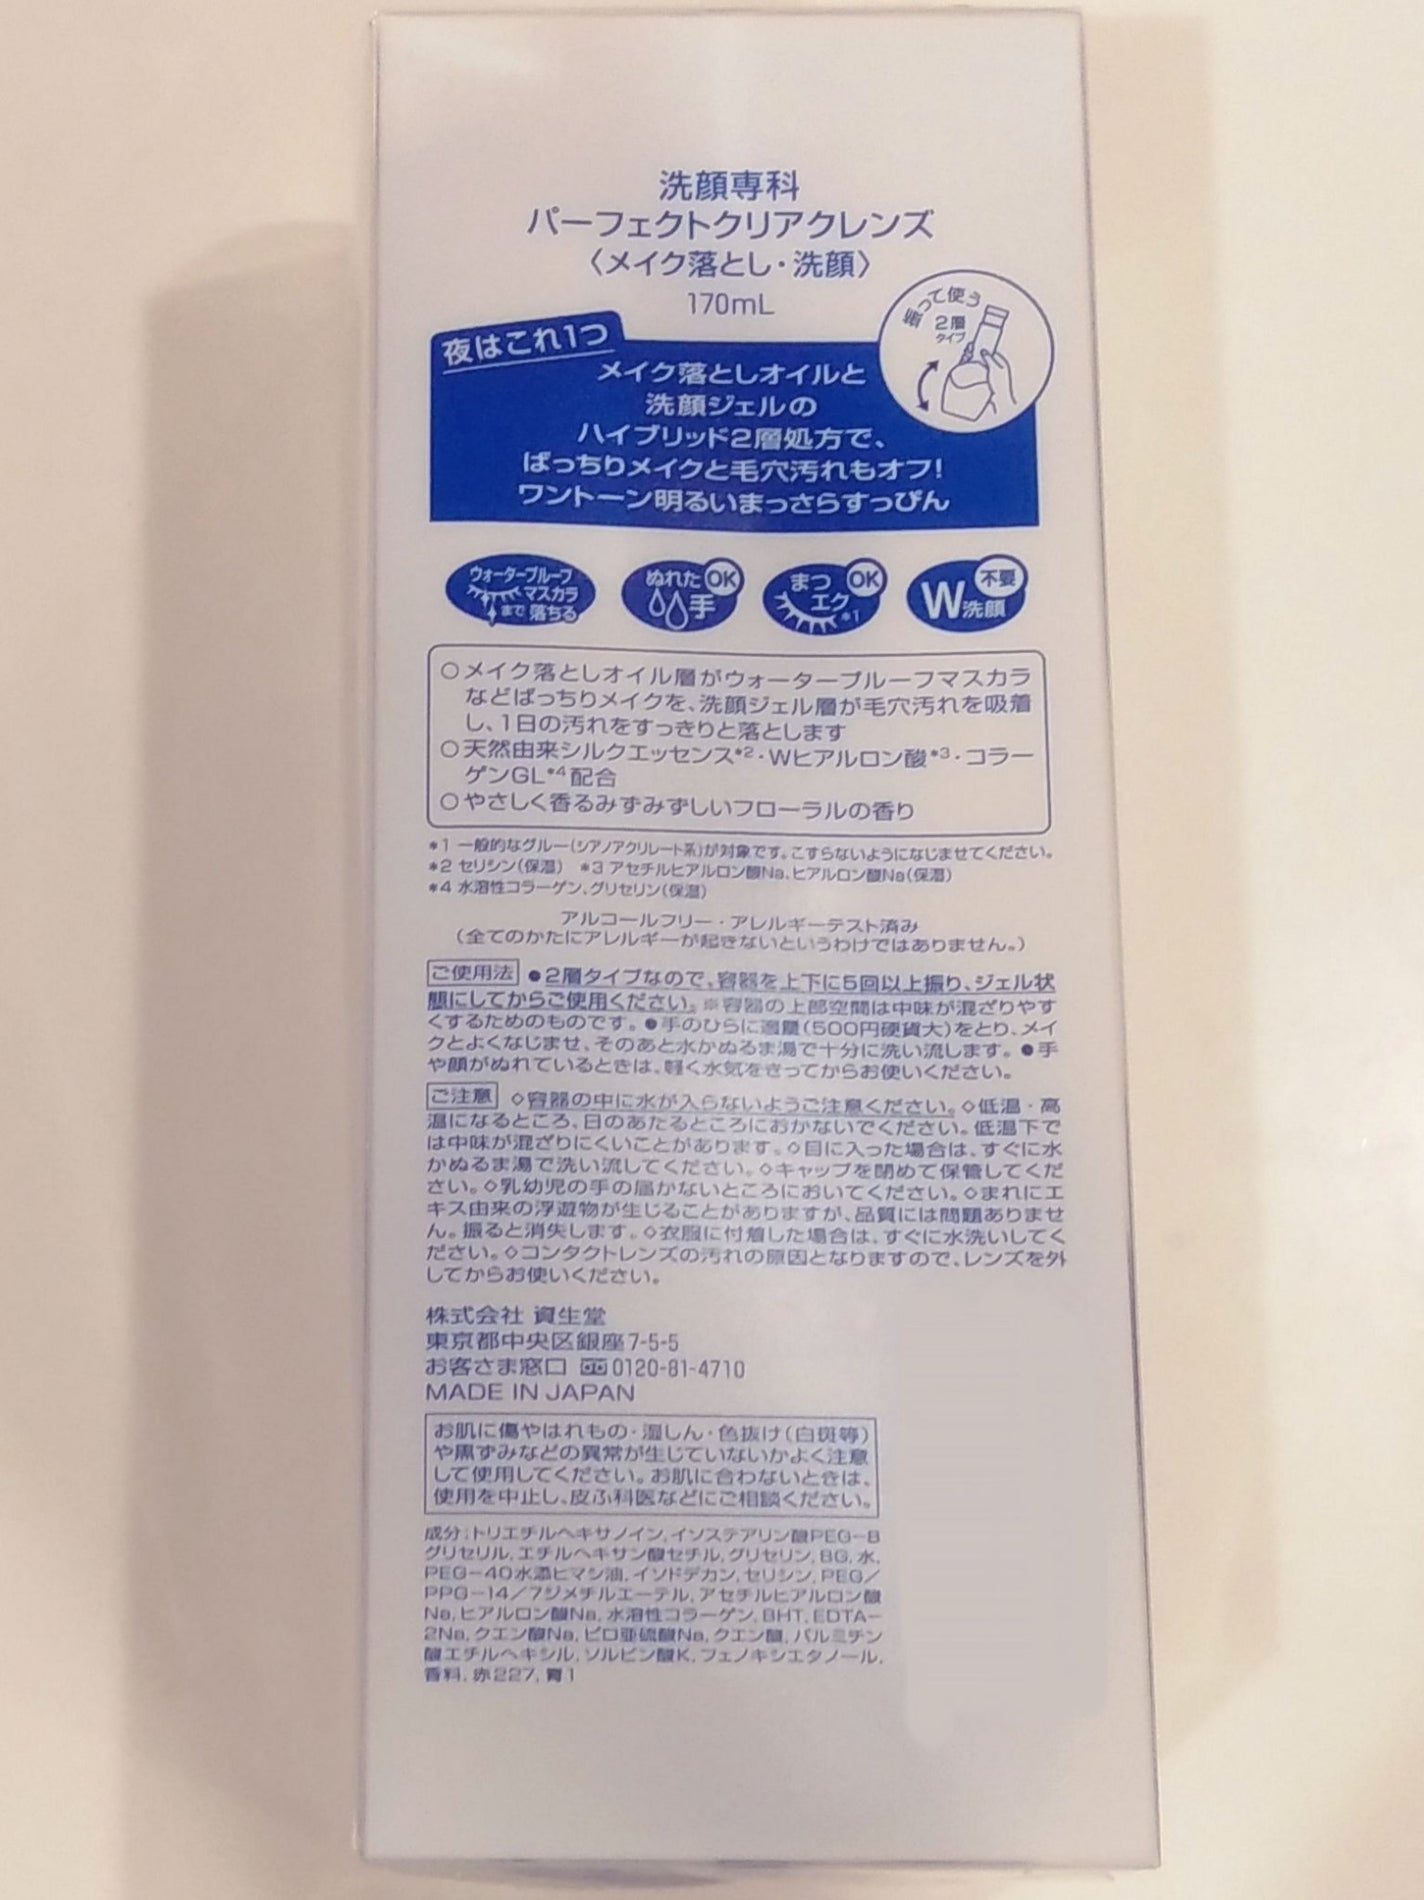 洗顔専科
パーフェクトクリアクレンズ
〈メイク落とし・洗顔〉
170mL
振って使う
2層
タイプ
夜はこれ1つ
メイク落としオイルと
洗顔ジェルの
ハイブリッド2層処方で、
ばっちりメイクと毛穴汚れもオフ!
ワントーン明るいまっさらすっぴん
ウォータープルーフ
マスカラ
まで落ちる
ぬれた
手
OK
まつ
エク*1
OK
W洗顔
不要
○メイク落としオイル層がウォータープルーフマスカラ
などばっちりメイクを、洗顔ジェル層が毛穴汚れを吸着
し、1日の汚れをすっきりと落とします
○天然由来シルクエッセンス*2・Wヒアルロン酸*3・コラー
ゲンGL*4配合
○やさしく香るみずみずしいフローラルの香り
*1 一般的なグルー(シアノアクリレート系)が対象です。こすらないようになじませてください。
*2 セリシン(保湿) *3 アセチルヒアルロン酸Na、ヒアルロン酸Na(保湿)
*4 水溶性コラーゲン、グリセリン(保湿)
アルコールフリー・アレルギーテスト済み
(全てのかたにアレルギーが起きないというわけではありません。)
ご使用法 ●2層タイプなので、容器を上下に5回以上振り、ジェル状
態にしてからご使用ください。※容器の上部空間は中味が混ざりやす
くするためのものです。●手のひらに適量(500円硬貨大)をとり、メイ
クとよくなじませ、そのあと水かぬるま湯で十分に洗い流します。●手
や顔がぬれているときは、軽く水気をきってからお使いください。
ご注意 ◇容器の中に水が入らないようご注意ください。◇低温・高
温になるところ、日のあたるところにおかないでください。低温下で
は中味が混ざりにくいことがあります。◇目に入った場合は、すぐに水
かぬるま湯で洗い流してください。◇キャップを閉めて保管してくだ
さい。◇乳幼児の手の届かないところにおいてください。◇まれにエ
キス由来の浮遊物が生じることがありますが、品質には問題ありませ
ん。振ると消失します。◇衣服に付着した場合は、すぐに水洗いしてく
ださい。◇コンタクトレンズの汚れの原因となりますので、レンズを外
してからお使いください。
株式会社 資生堂
東京都中央区銀座7-5-5
お客さま窓口 0120-81-4710
MADE IN JAPAN
お肌に傷やはれもの・湿しん・色抜け(白斑等)
や黒ずみなどの異常が生じていないかよく注意
して使用してください。お肌に合わないときは、
使用を中止し、皮ふ科医などにご相談ください。
成分:トリエチルヘキサノイン,イソステアリン酸PEG-8
グリセリル,エチルヘキサン酸セチル,グリセリン,BG,水,
PEG-40水添ヒマシ油,イソドデカン,セリシン,PEG/
PPG-14/7ジメチルエーテル,アセチルヒアルロン酸
Na,ヒアルロン酸Na,水溶性コラーゲン,BHT,EDTA-
2Na,クエン酸Na,ピロ亜硫酸Na,クエン酸,パルミチン
酸エチルヘキシル,ソルビン酸K,フェノキシエタノール,
香料,赤227,青1